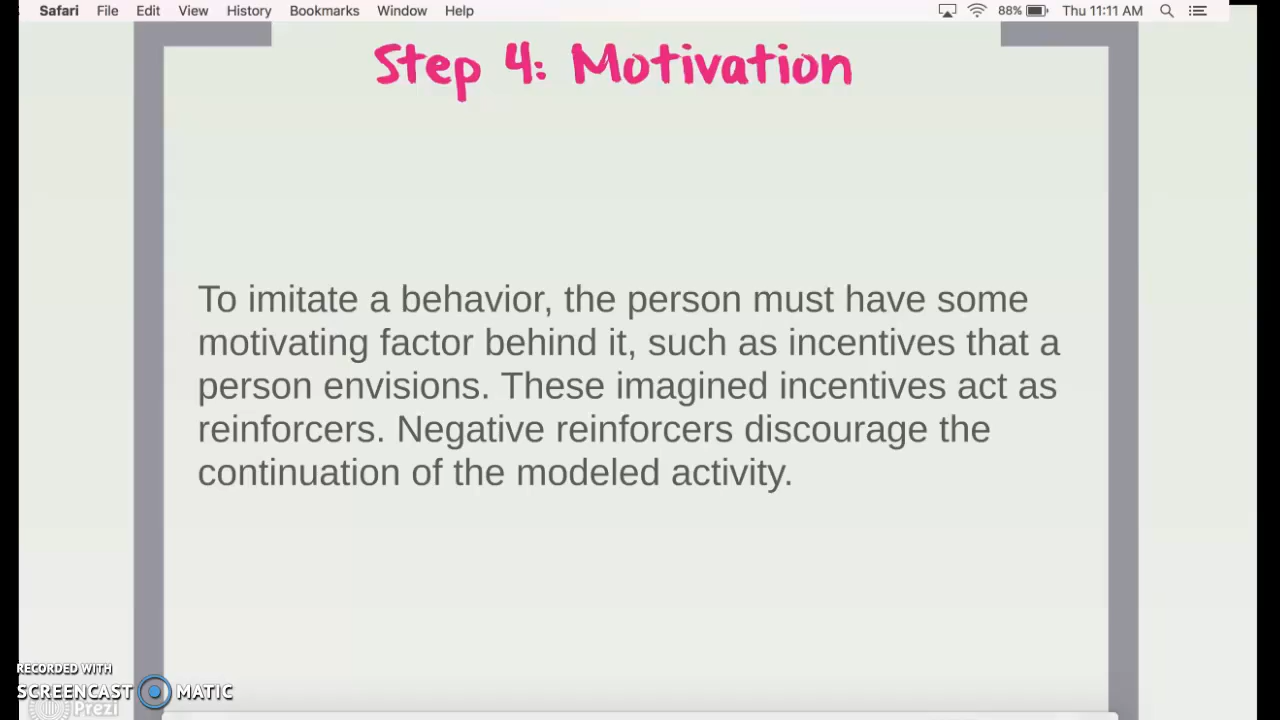 Safari File Edit View History Bookmarks Window Help 88% Thu 11:11 AM
Step 4: Motivation
To imitate a behavior, the person must have some
motivating factor behind it, such as incentives that a
person envisions. These imagined incentives act as
reinforcers. Negative reinforcers discourage the
continuation of the modeled activity.
RECORDED WITH
SCREENCAST MATIC
Prezi